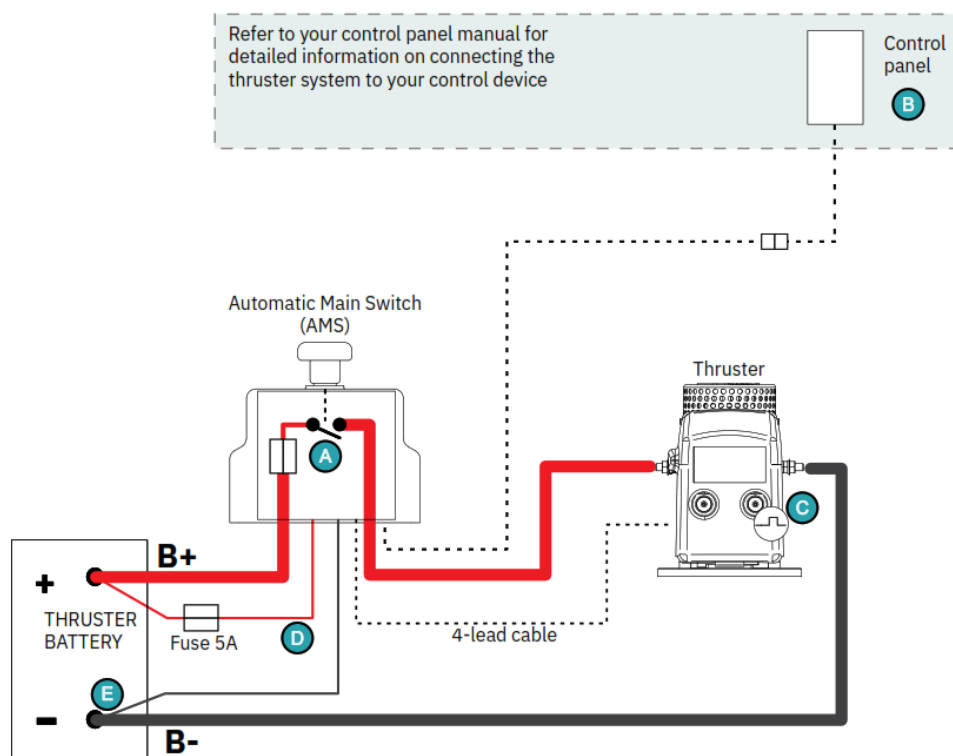 Refer to your control panel manual for
detailed information on connecting the
thruster system to your control device
Control
panel
B
Automatic Main Switch
(AMS)
Thruster
A
C
B+
+
THRUSTER
BATTERY
Fuse 5A
D
4-lead cable
E
-
B-